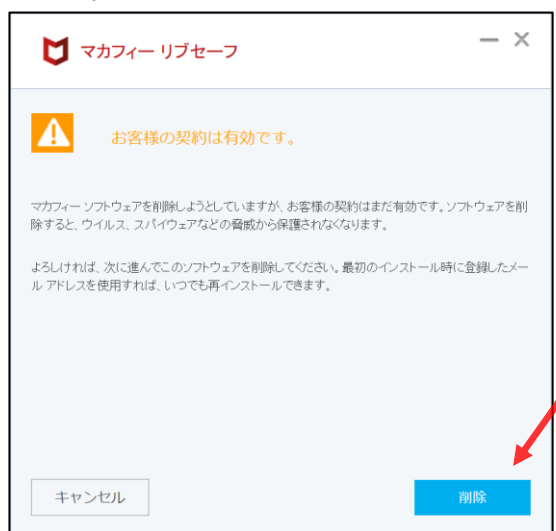 マカフィー リブセーフ
お客様の契約は有効です。
マカフィー ソフトウェアを削除しようとしていますが、お客様の契約はまだ有効です。ソフトウェアを削
除すると、ウイルス、スパイウェアなどの脅威から保護されなくなります。
よろしければ、次に進んでこのソフトウェアを削除してください。最初のインストール時に登録したメー
ル アドレスを使用すれば、いつでも再インストールできます。
キャンセル
削除